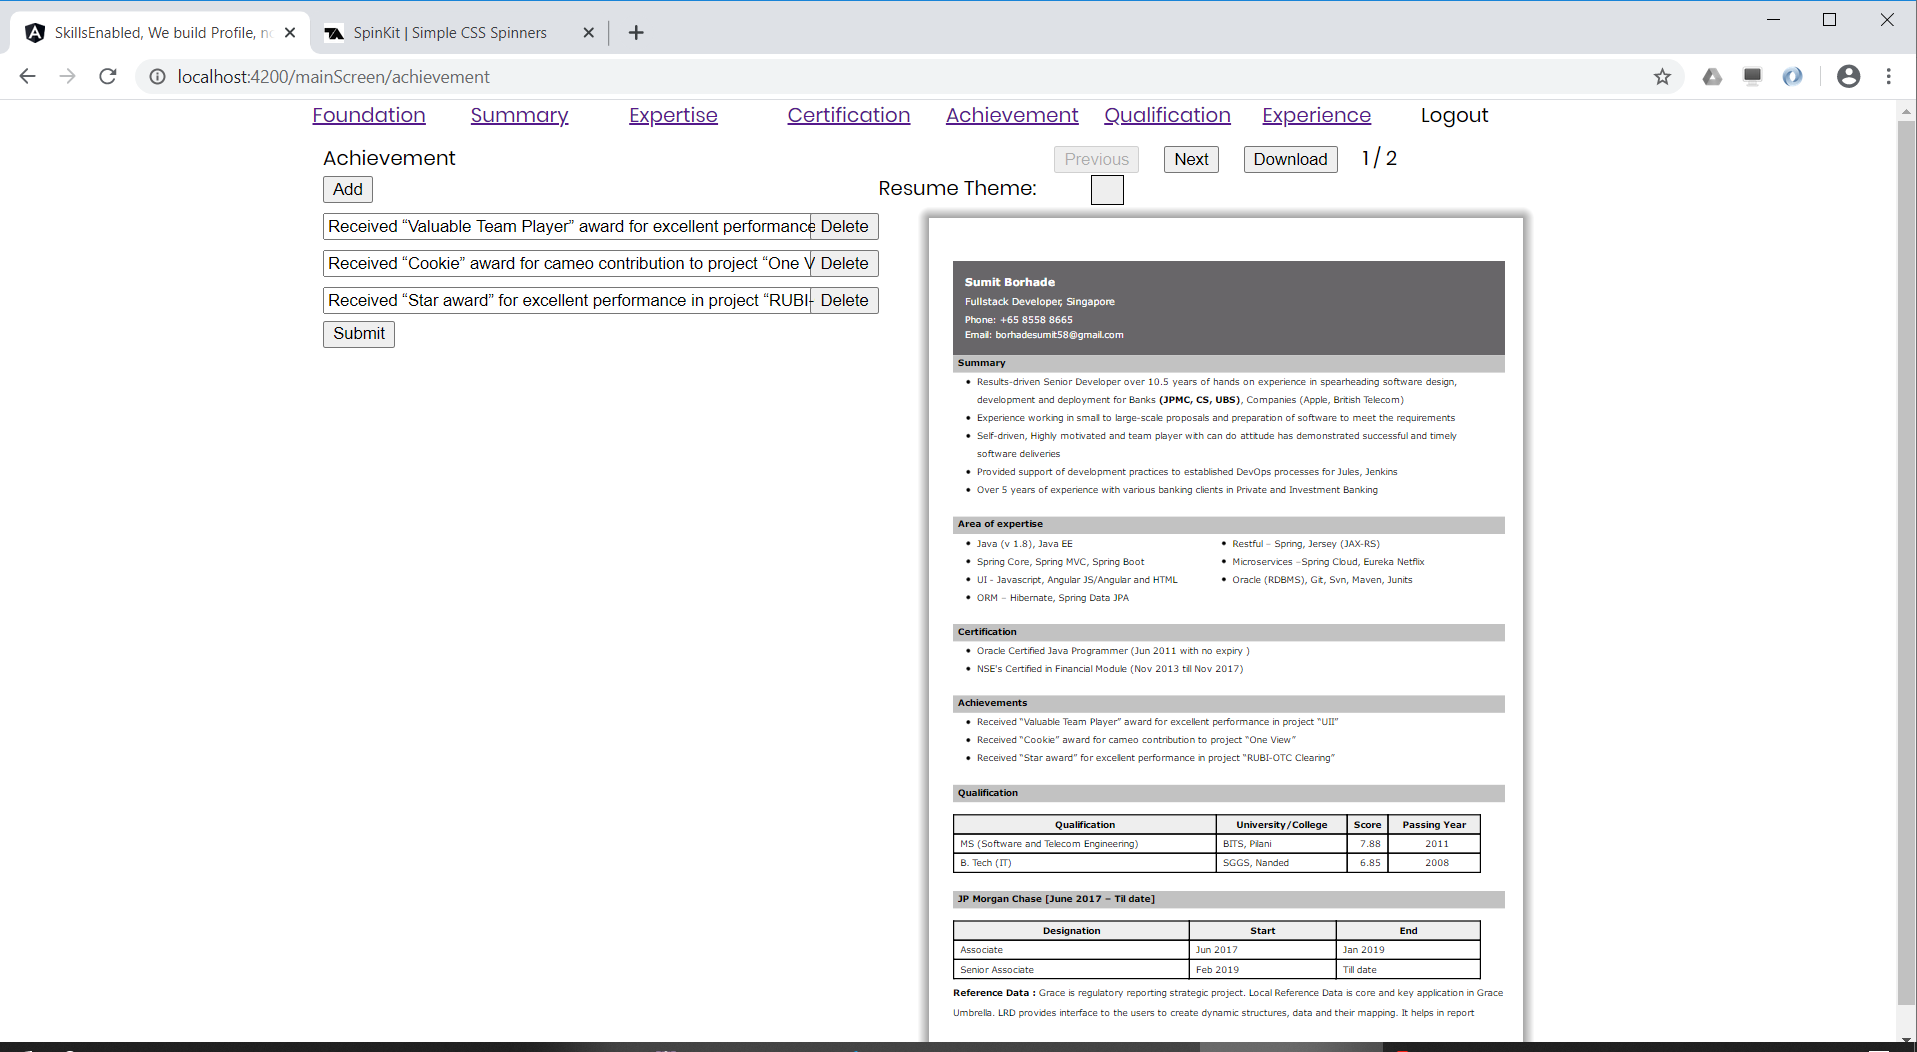 SkillsEnabled, We build Profile, no
SpinKit | Simple CSS Spinners
localhost:4200/mainScreen/achievement
Foundation Summary Expertise Certification Achievement Qualification Experience Logout
Achievement
Previous Next Download 1 / 2
Add
Resume Theme:
Received “Valuable Team Player” award for excellent performance Delete
Received “Cookie” award for cameo contribution to project “One V Delete
Received “Star award” for excellent performance in project “RUBI- Delete
Submit
Sumit Borhade
Fullstack Developer, Singapore
Phone: +65 8558 8665
Email: borhadesumit58@gmail.com
Summary
Results-driven Senior Developer over 10.5 years of hands on experience in spearheading software design,
development and deployment for Banks (JPMC, CS, UBS), Companies (Apple, British Telecom)
Experience working in small to large-scale proposals and preparation of software to meet the requirements
Self-driven, Highly motivated and team player with can do attitude has demonstrated successful and timely
software deliveries
Provided support of development practices to established DevOps processes for Jules, Jenkins
Over 5 years of experience with various banking clients in Private and Investment Banking
Area of expertise
Java (v 1.8), Java EE
Spring Core, Spring MVC, Spring Boot
UI - Javascript, Angular JS/Angular and HTML
ORM – Hibernate, Spring Data JPA
Restful – Spring, Jersey (JAX-RS)
Microservices –Spring Cloud, Eureka Netflix
Oracle (RDBMS), Git, Svn, Maven, Junits
Certification
Oracle Certified Java Programmer (Jun 2011 with no expiry )
NSE's Certified in Financial Module (Nov 2013 till Nov 2017)
Achievements
Received “Valuable Team Player” award for excellent performance in project “UII”
Received “Cookie” award for cameo contribution to project “One View”
Received “Star award” for excellent performance in project “RUBI-OTC Clearing”
Qualification
Qualification University/College Score Passing Year
MS (Software and Telecom Engineering) BITS, Pilani 7.88 2011
B. Tech (IT) SGGS, Nanded 6.85 2008
JP Morgan Chase [June 2017 – Til date]
Designation Start End
Associate Jun 2017 Jan 2019
Senior Associate Feb 2019 Till date
Reference Data : Grace is regulatory reporting strategic project. Local Reference Data is core and key application in Grace
Umbrella. LRD provides interface to the users to create dynamic structures, data and their mapping. It helps in report